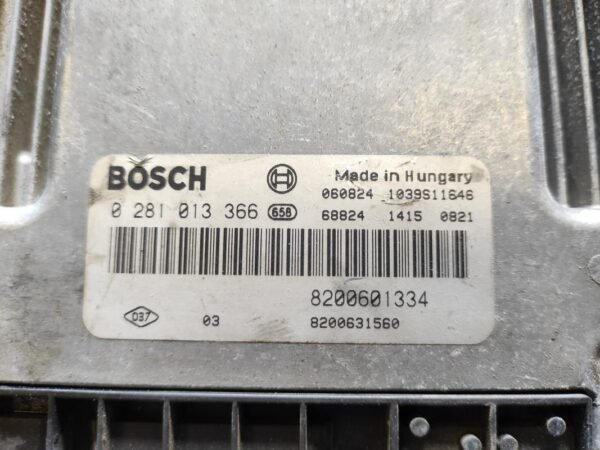 BOSCH Made in Hungary
060824 1039S11646
0 281 013 366 658 68824 1415 0821
8200601334
D37 03 8200631560